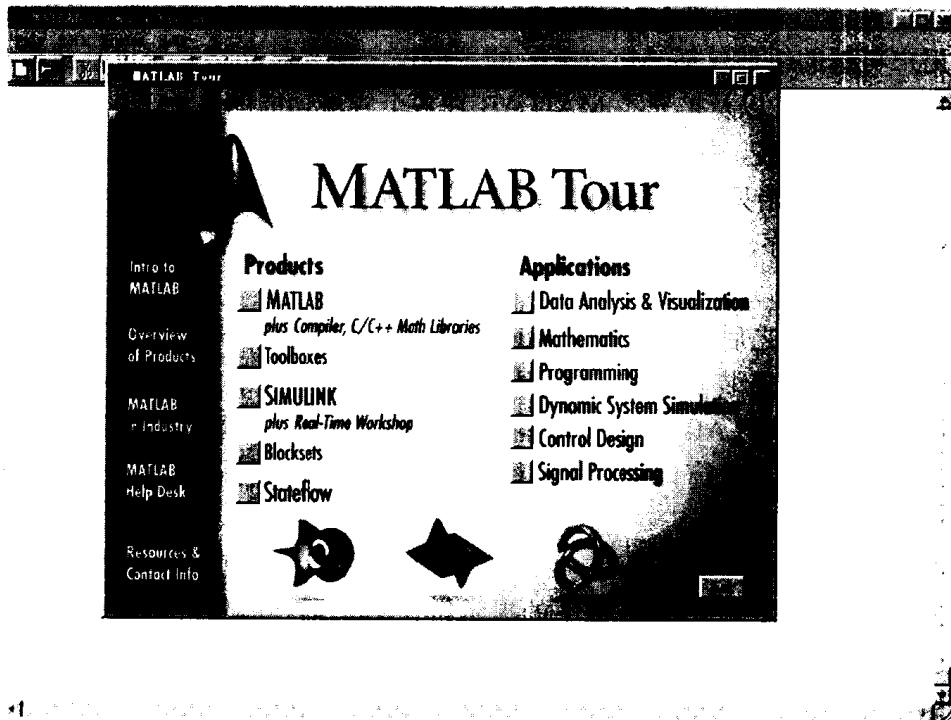 MATLAB Tour
MATLAB Tour
Intro to
MATLAB
Overview
of Products
MATLAB
in Industry
MATLAB
Help Desk
Resources &
Contact Info
Products
MATLAB
plus Compiler, C/C++ Math Libraries
Toolboxes
SIMULINK
plus Real-Time Workshop
Blocksets
Stateflow
Applications
Data Analysis & Visualization
Mathematics
Programming
Dynamic System Simulation
Control Design
Signal Processing